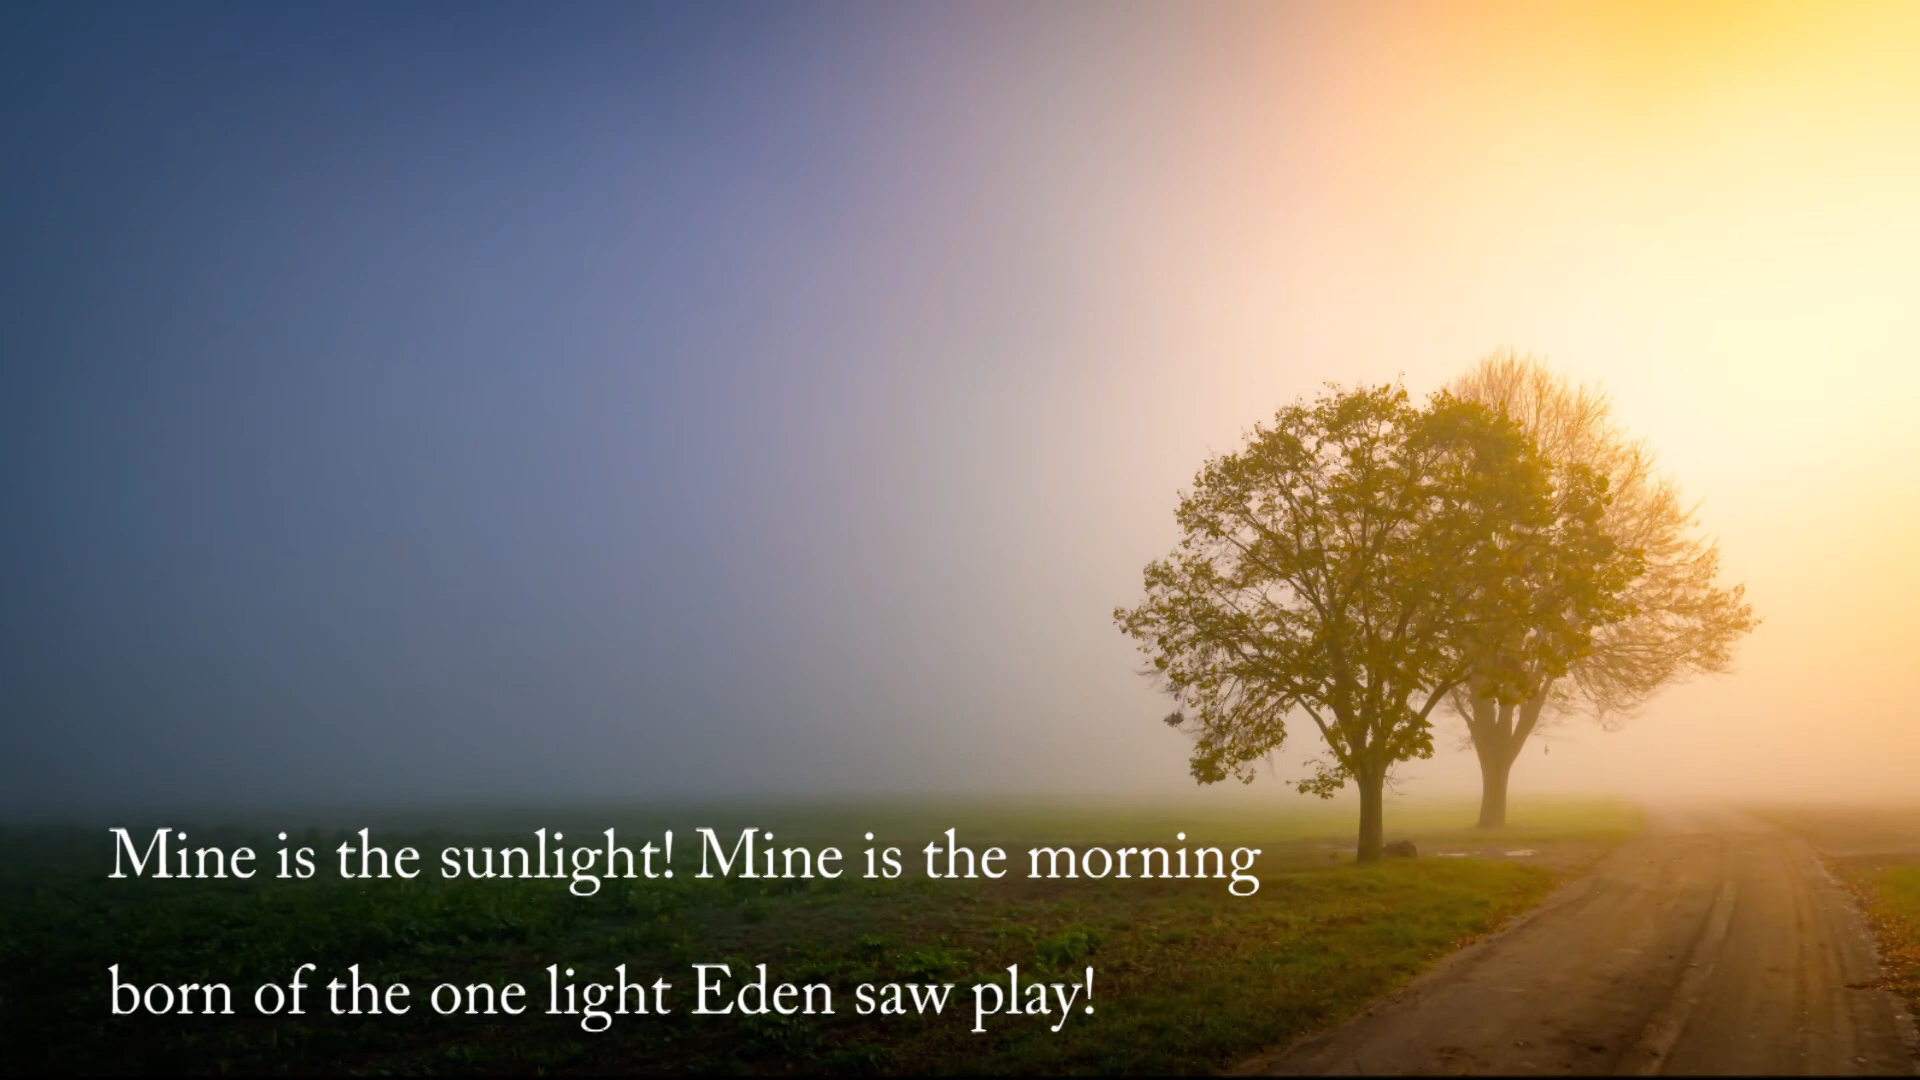 Mine is the sunlight! Mine is the morning
born of the one light Eden saw play!